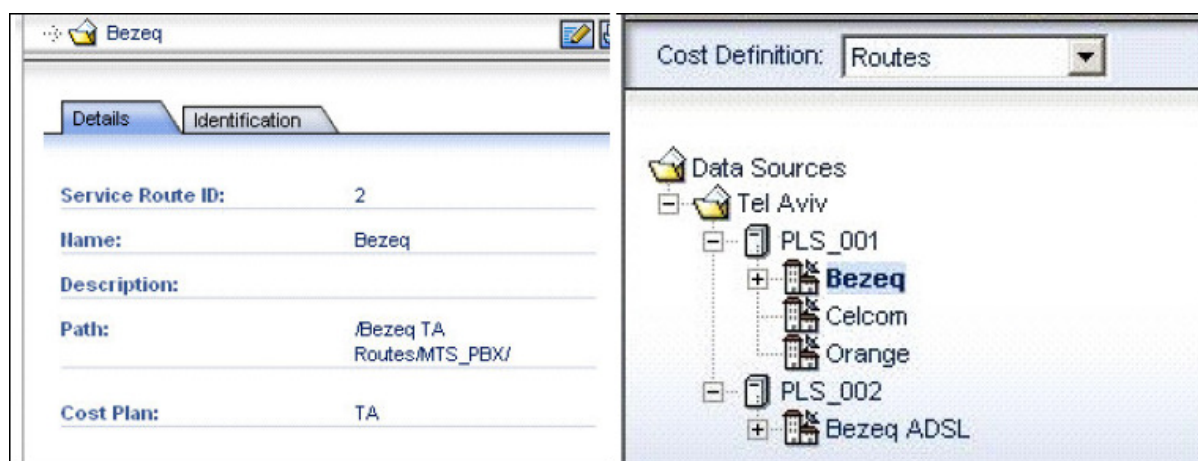 Bezeq
Details
Identification
Service Route ID: 2
Name: Bezeq
Description:
Path: /Bezeq TA
Routes/MTS_PBX/
Cost Plan: TA
Cost Definition: Routes
Data Sources
Tel Aviv
PLS_001
Bezeq
Celcom
Orange
PLS_002
Bezeq ADSL